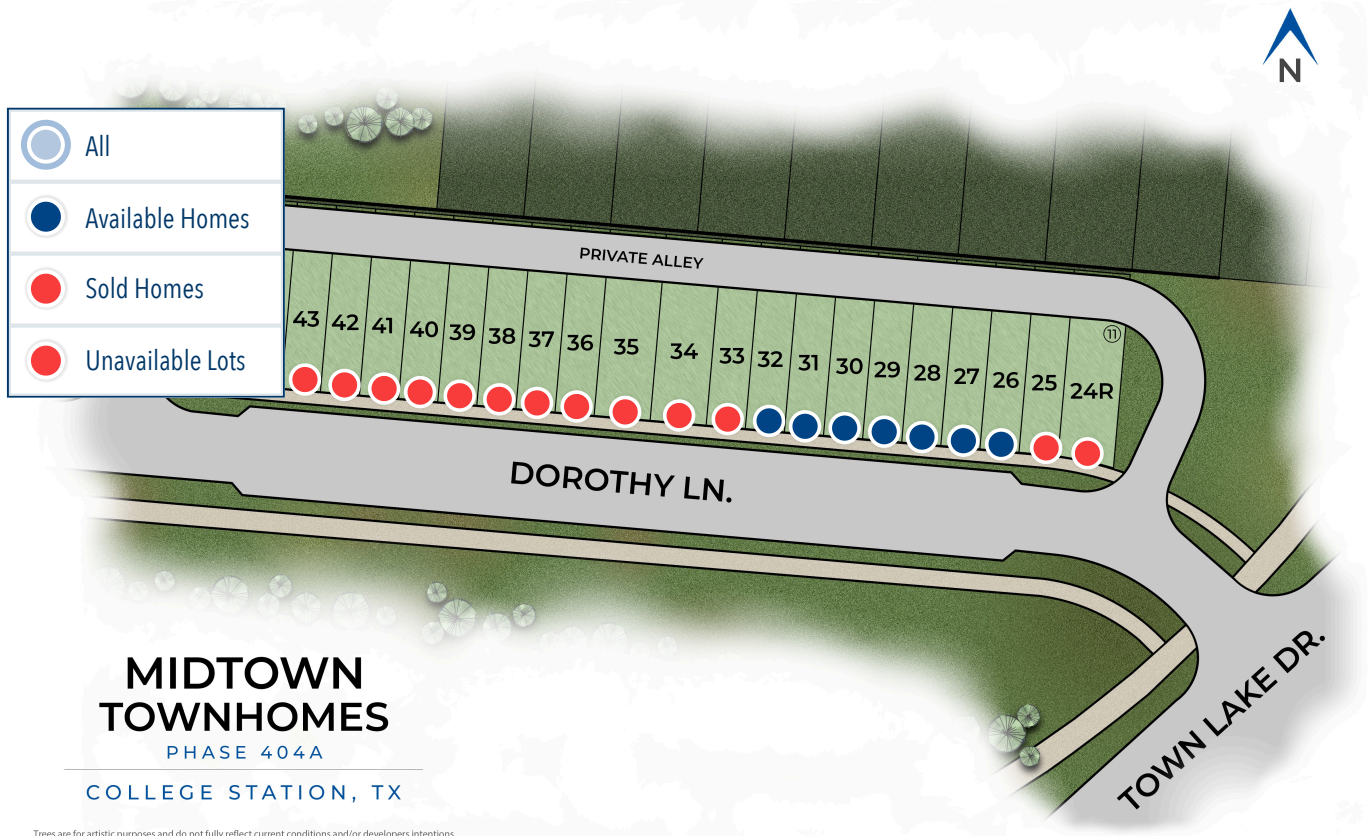 N
All
Available Homes
Sold Homes
Unavailable Lots
PRIVATE ALLEY
43 42 41 40 39 38 37 36 35 34 33 32 31 30 29 28 27 26 25 24R
11
DOROTHY LN.
TOWN LAKE DR.
MIDTOWN
TOWNHOMES
PHASE 404A
COLLEGE STATION, TX
Trees are for artistic purposes and do not fully reflect current conditions and/or developers intentions.